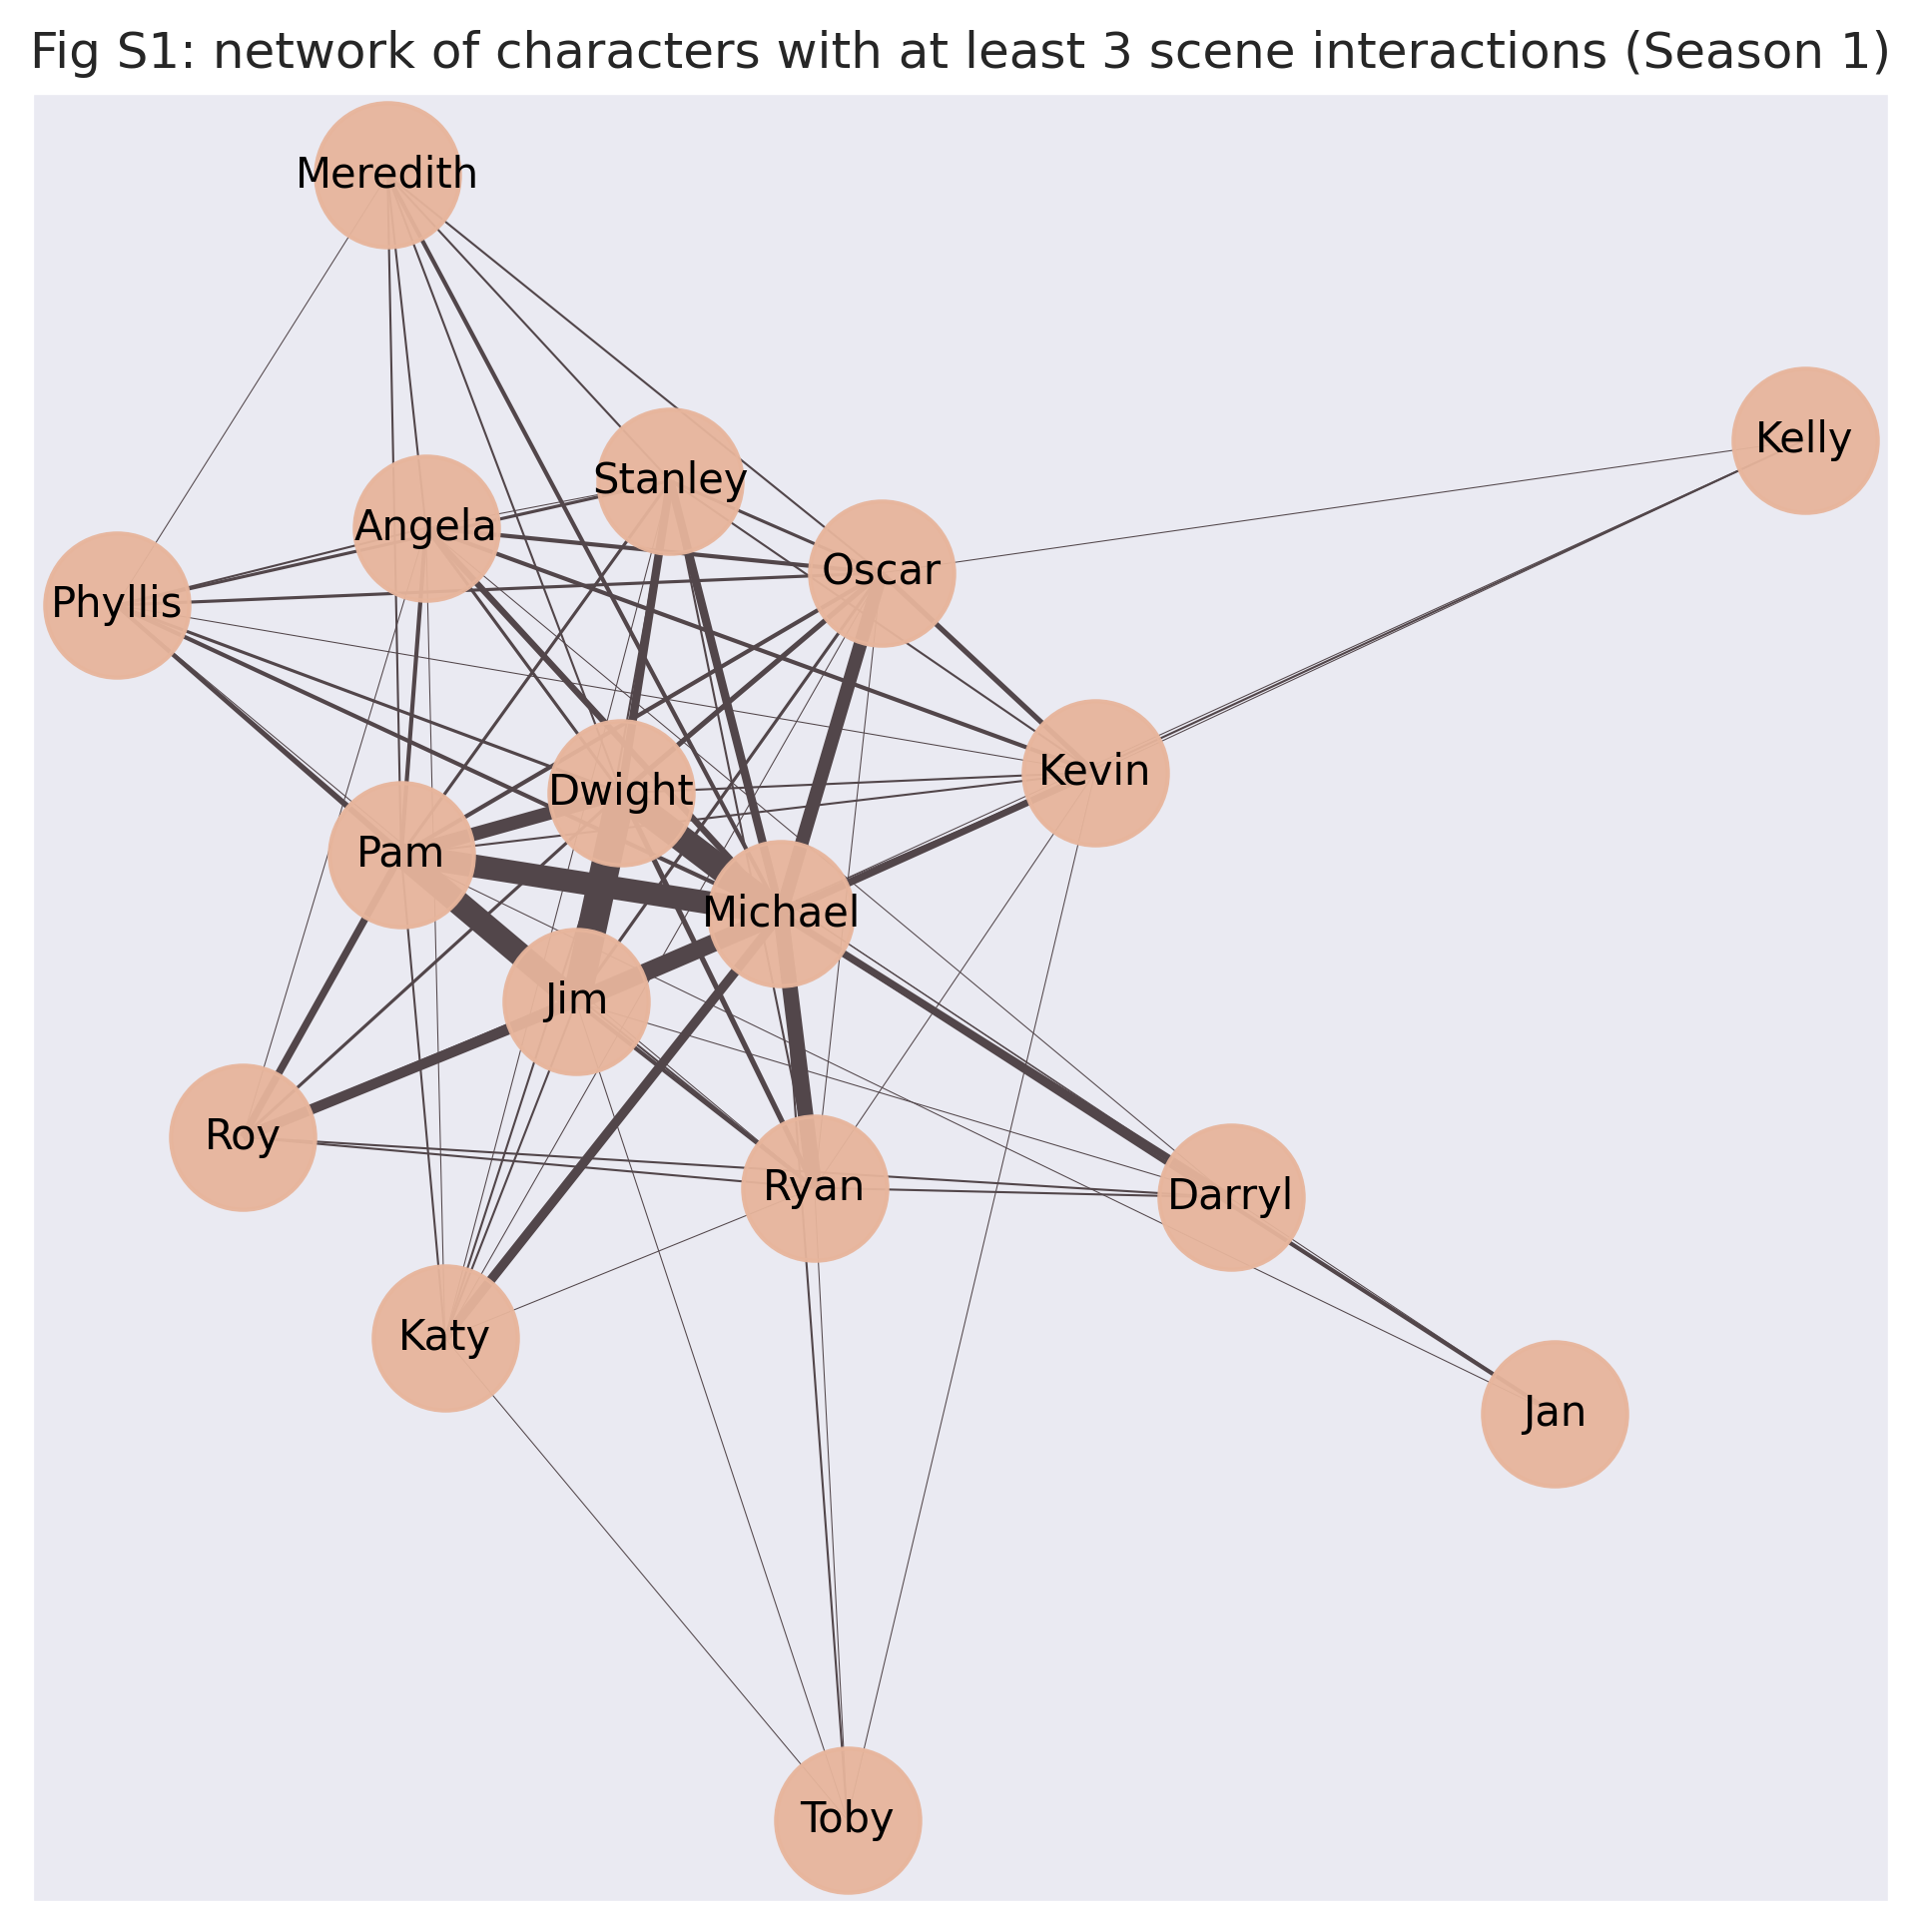 Fig S1: network of characters with at least 3 scene interactions (Season 1)
Meredith
Kelly
Stanley
Angela
Oscar
Phyllis
Kevin
Dwight
Pam
Michael
Jim
Roy
Ryan
Darryl
Katy
Jan
Toby